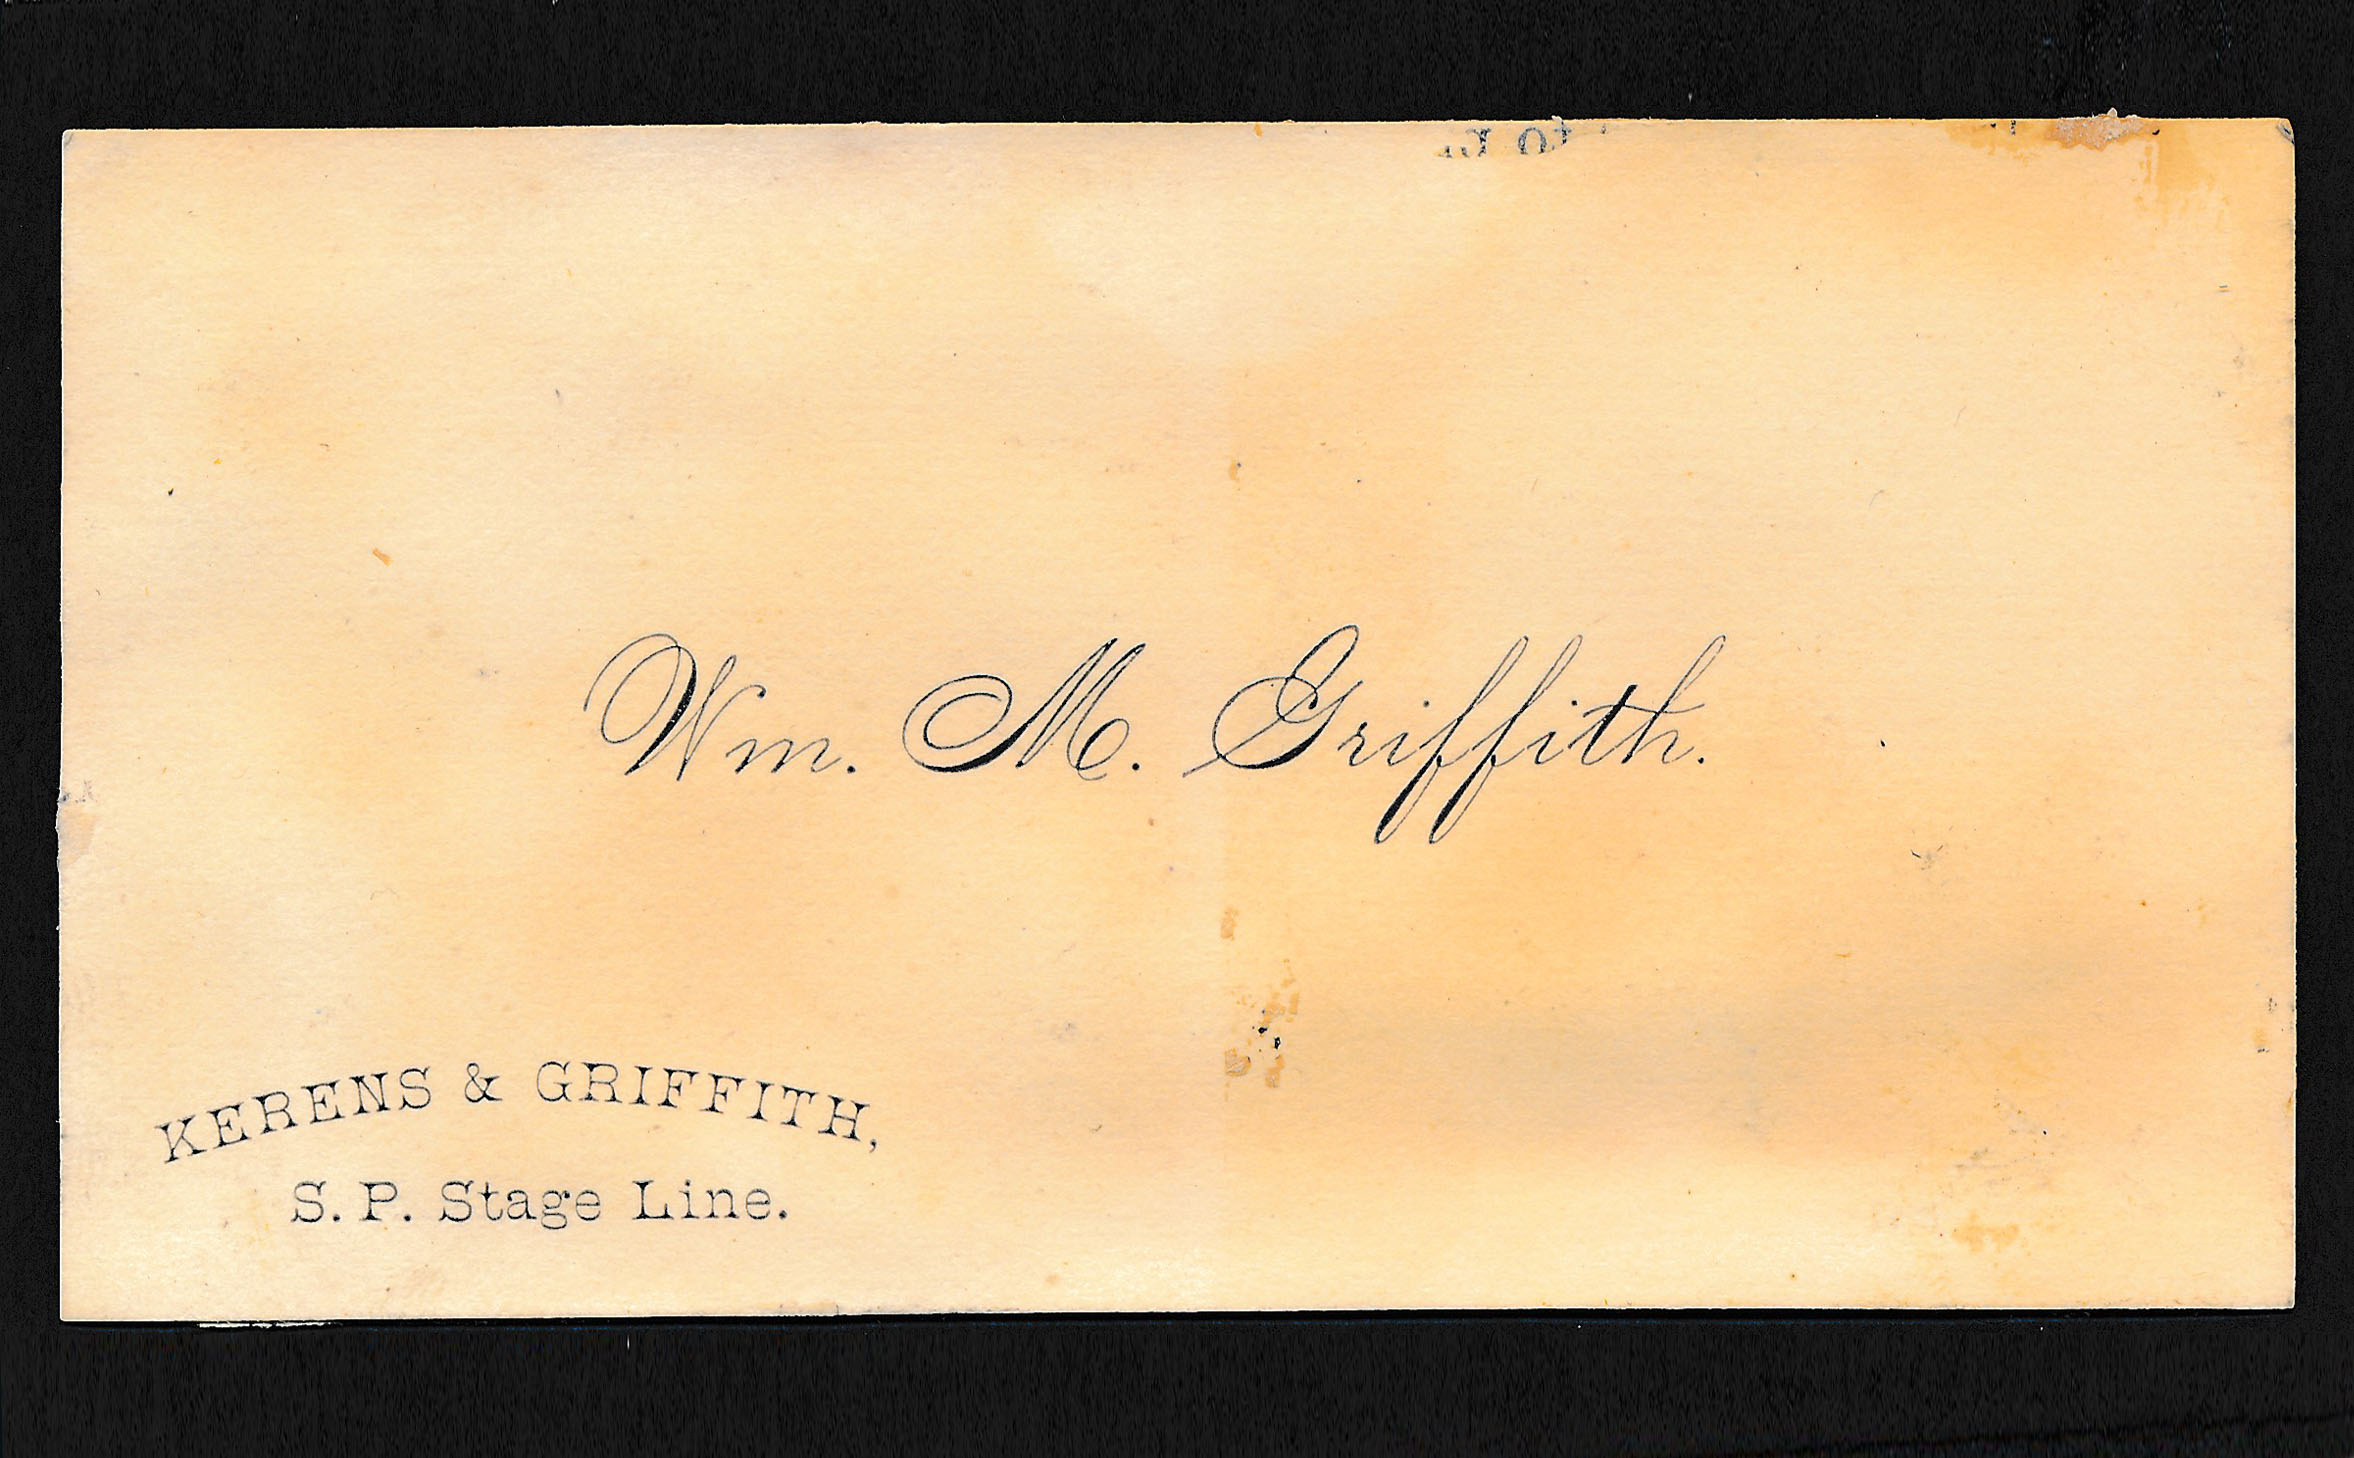 Wm. M. Griffith.
KERENS & GRIFFITH,
S. P. Stage Line.